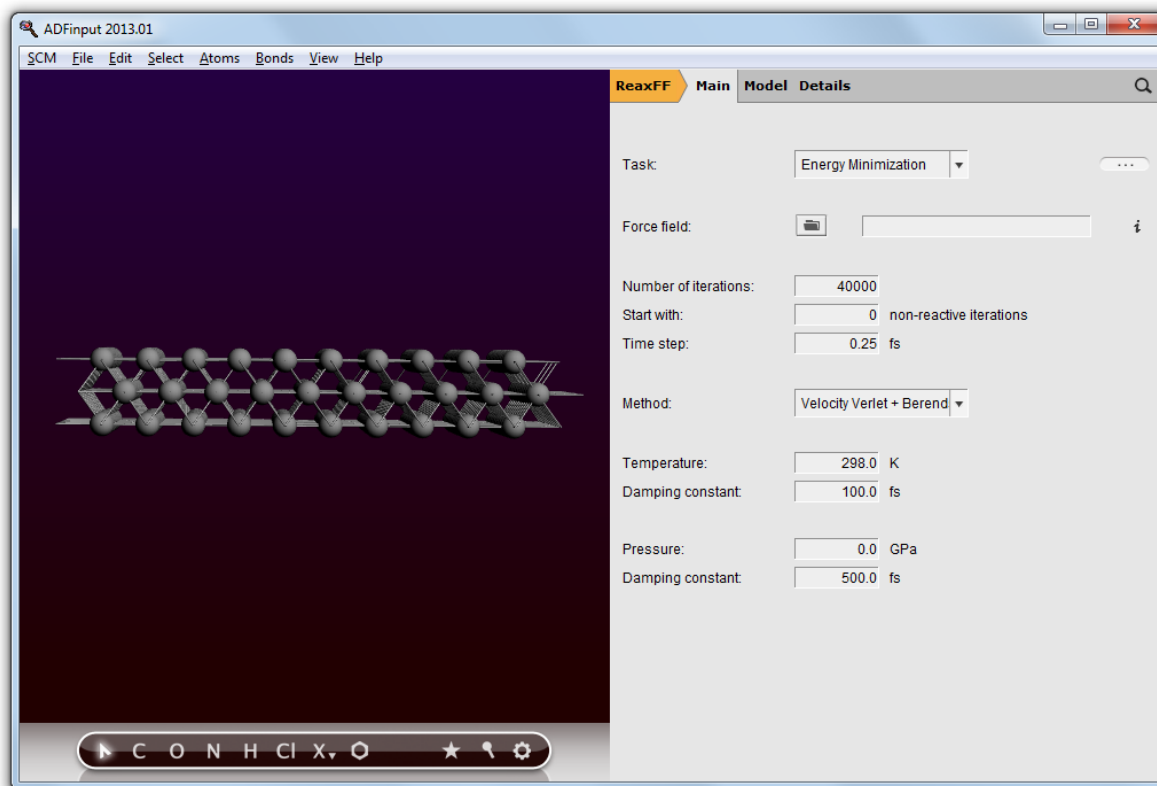 ADFinput 2013.01
SCM File Edit Select Atoms Bonds View Help
ReaxFF Main Model Details
Task: Energy Minimization ...
Force field: i
Number of iterations: 40000
Start with: 0 non-reactive iterations
Time step: 0.25 fs
Method: Velocity Verlet + Berend
Temperature: 298.0 K
Damping constant: 100.0 fs
Pressure: 0.0 GPa
Damping constant: 500.0 fs
C O N H Cl X